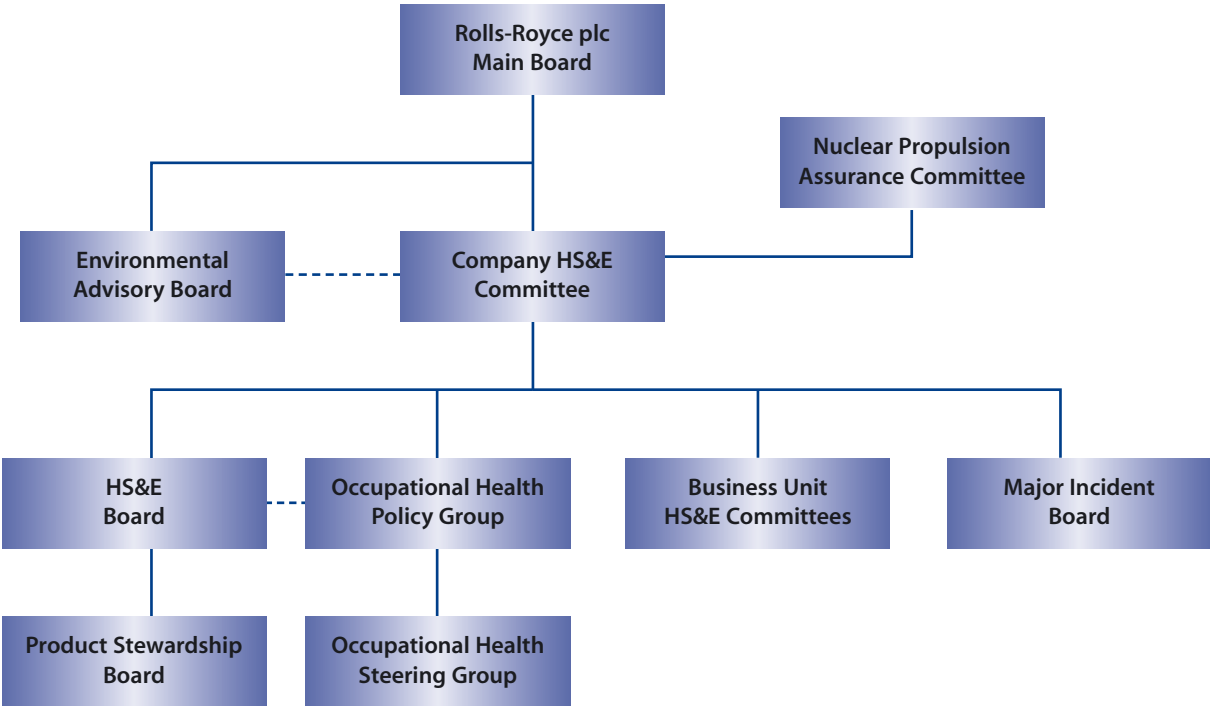 Rolls-Royce plc
Main Board
Nuclear Propulsion
Assurance Committee
Environmental
Advisory Board
Company HS&E
Committee
HS&E
Board
Occupational Health
Policy Group
Business Unit
HS&E Committees
Major Incident
Board
Product Stewardship
Board
Occupational Health
Steering Group